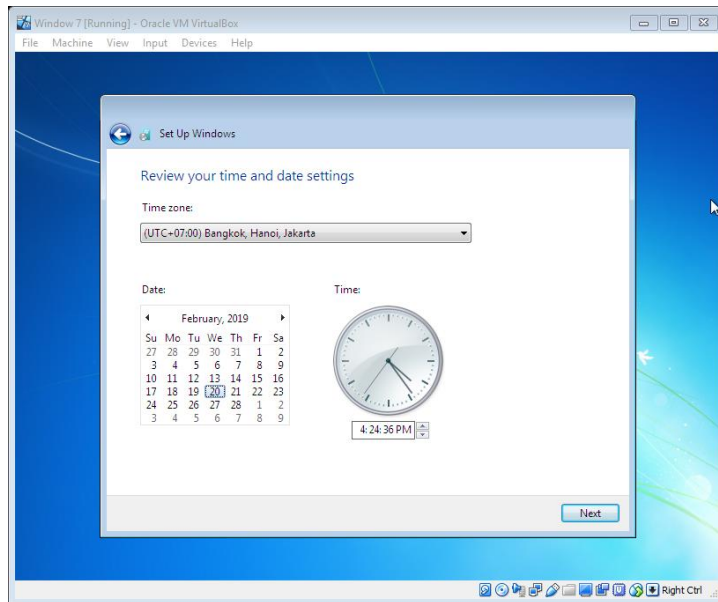 Window 7 [Running] - Oracle VM VirtualBox
File Machine View Input Devices Help
Set Up Windows
Review your time and date settings
Time zone:
(UTC+07:00) Bangkok, Hanoi, Jakarta
Date:
Time:
February, 2019
Su Mo Tu We Th Fr Sa
27 28 29 30 31 1 2
3 4 5 6 7 8 9
10 11 12 13 14 15 16
17 18 19 20 21 22 23
24 25 26 27 28 1 2
3 4 5 6 7 8 9
4:24:36 PM
Next
Right Ctrl